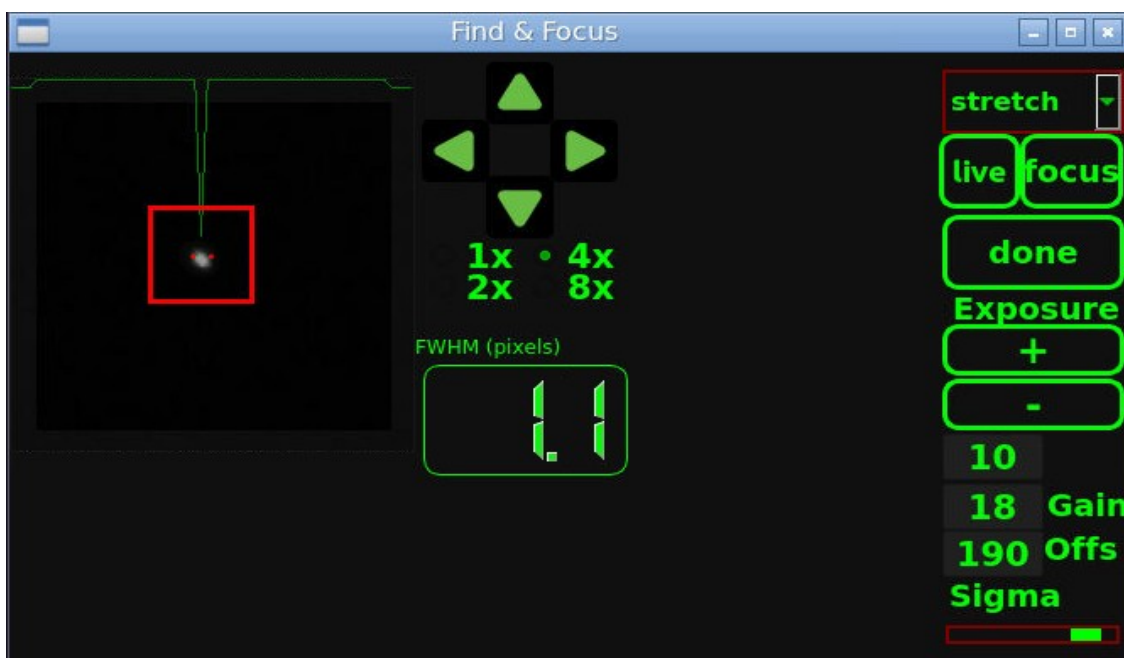 Find & Focus
stretch
live focus
done
1x 4x
2x 8x
Exposure
+
FWHM (pixels)
1.1
-
10
18 Gain
190 Offs
Sigma